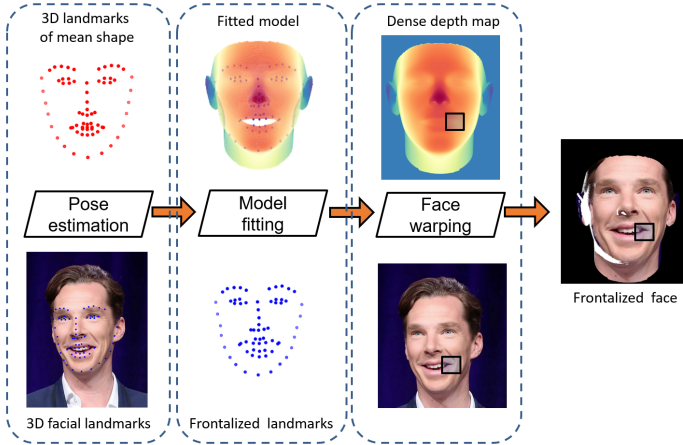 3D landmarks
of mean shape
Fitted model
Dense depth map
Pose
estimation
Model
fitting
Face
warping
Frontalized face
3D facial landmarks
Frontalized landmarks